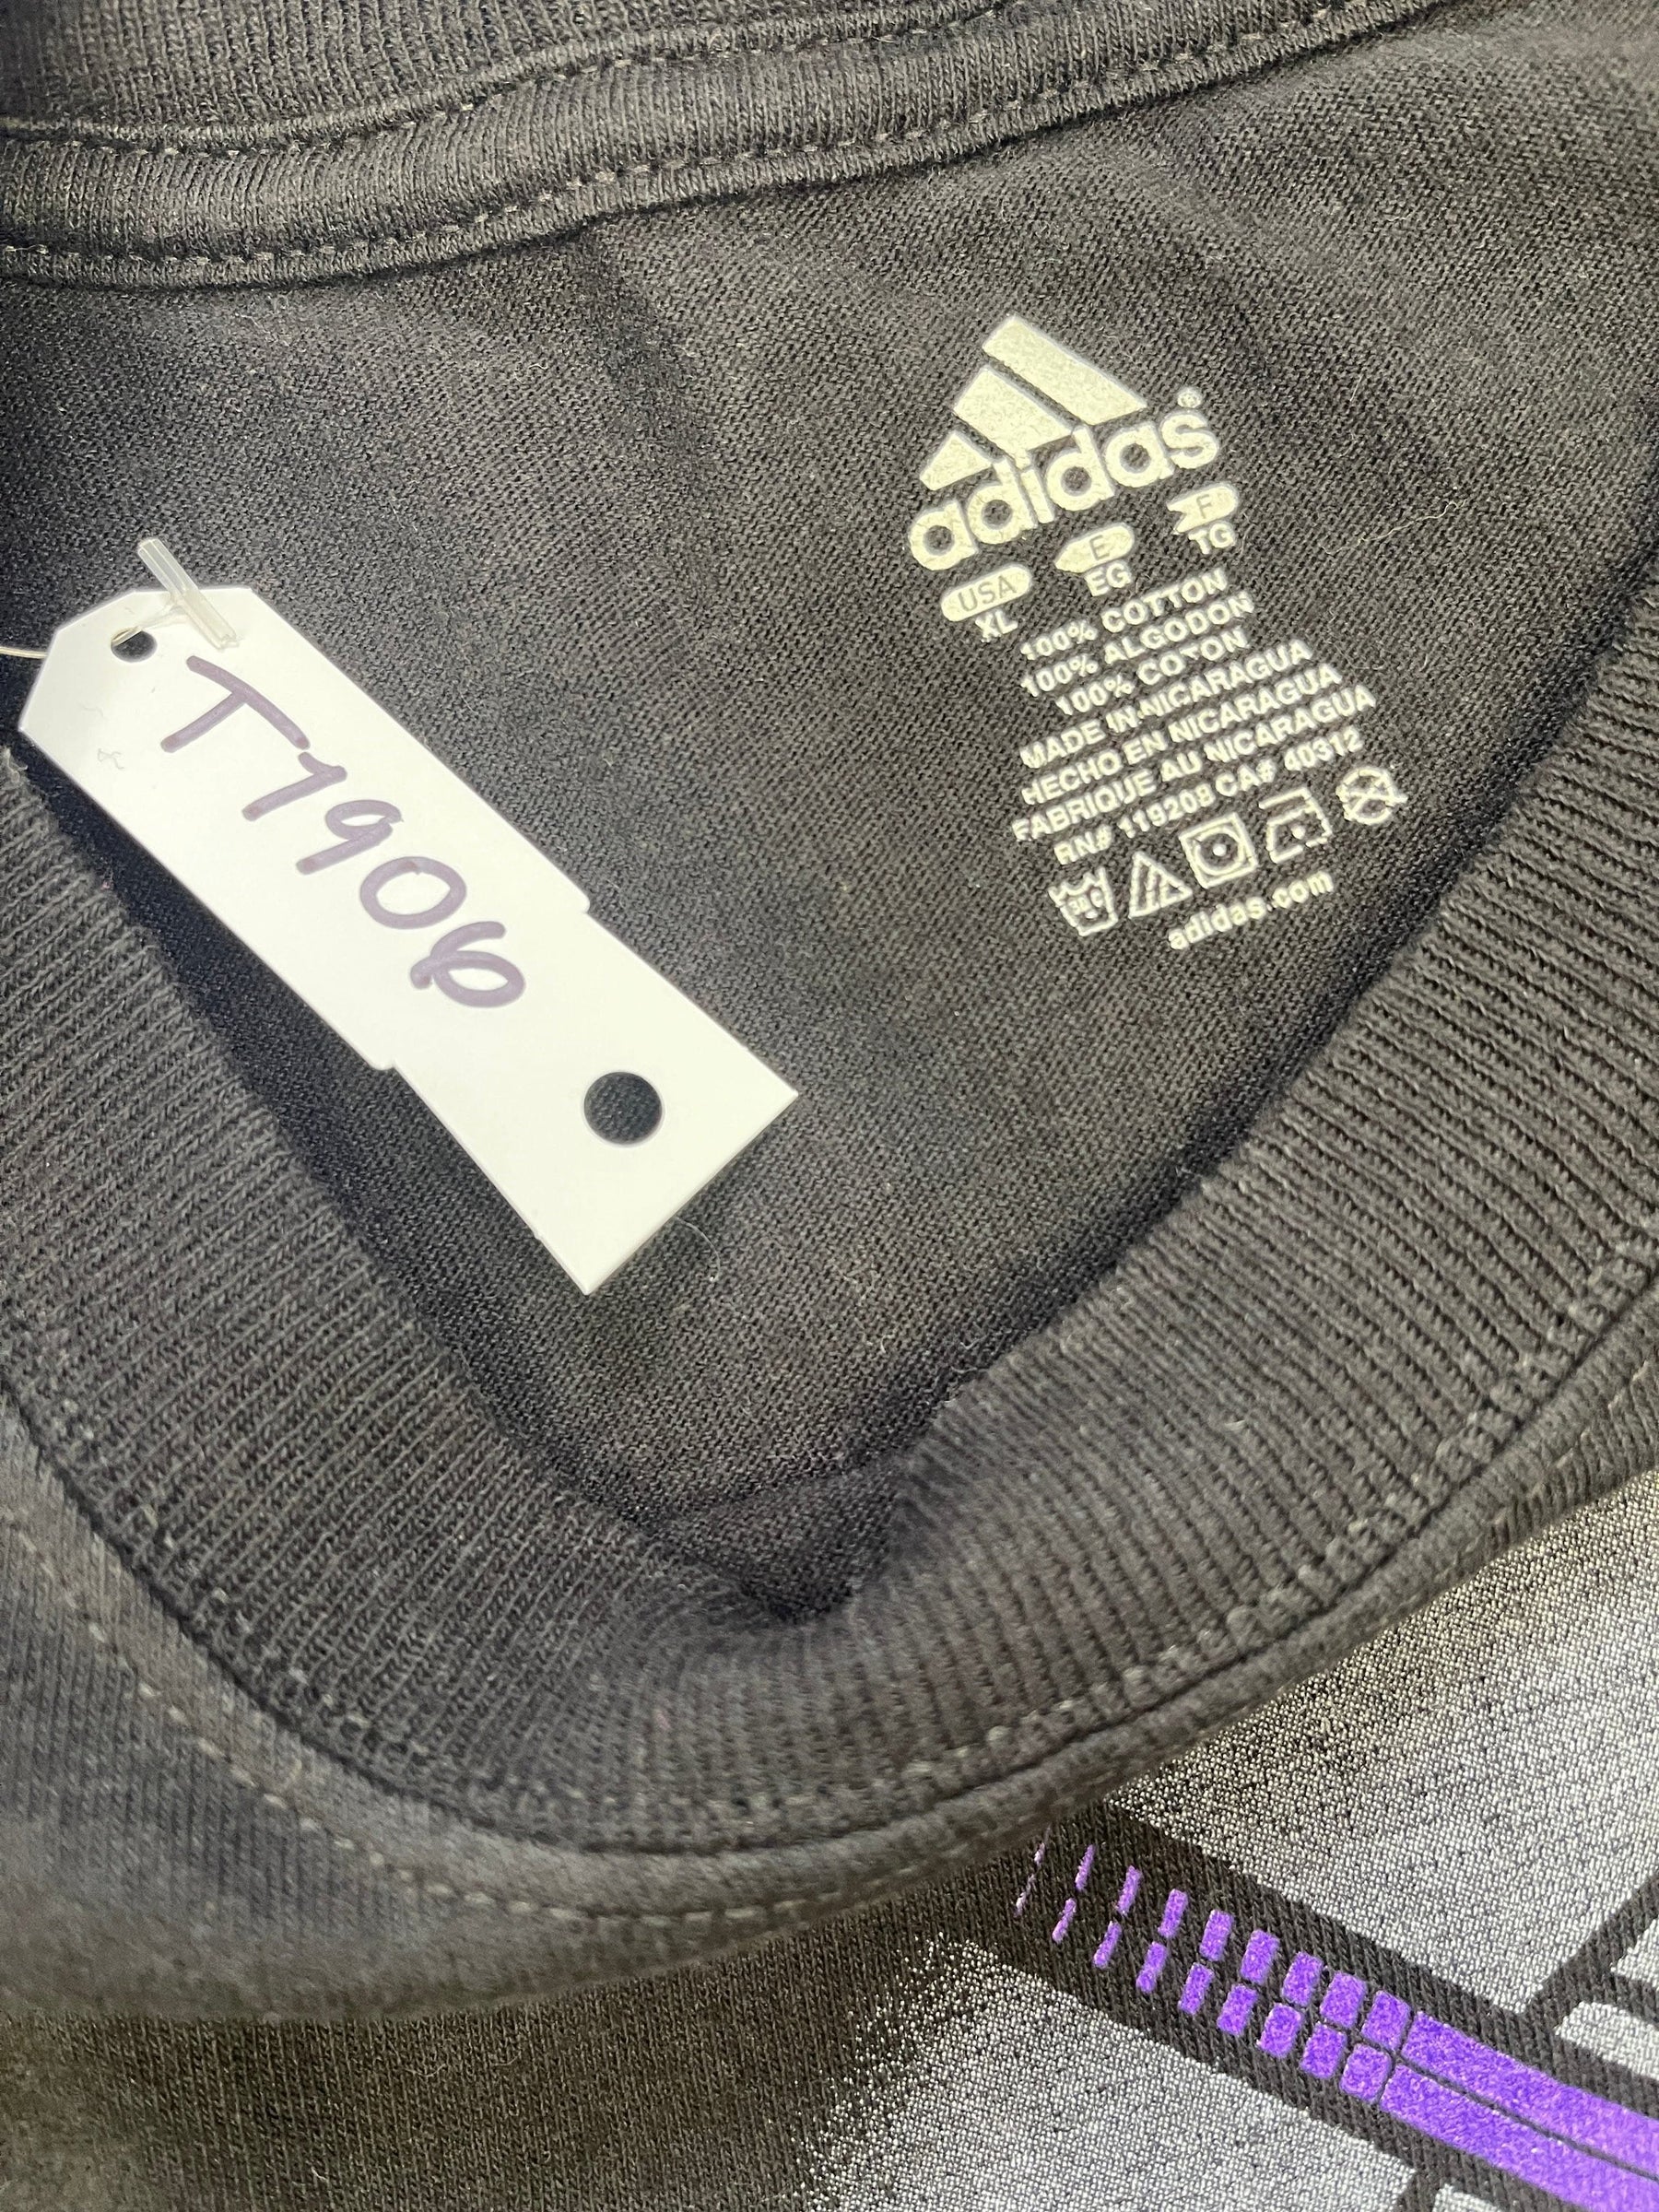 adidas®
USA E F
XL EG TG
100% COTTON
100% ALGODON
100% COTON
MADE IN NICARAGUA
HECHO EN NICARAGUA
FABRIQUE AU NICARAGUA
RN# 119209 CA# 40312
adidas.com
T1906